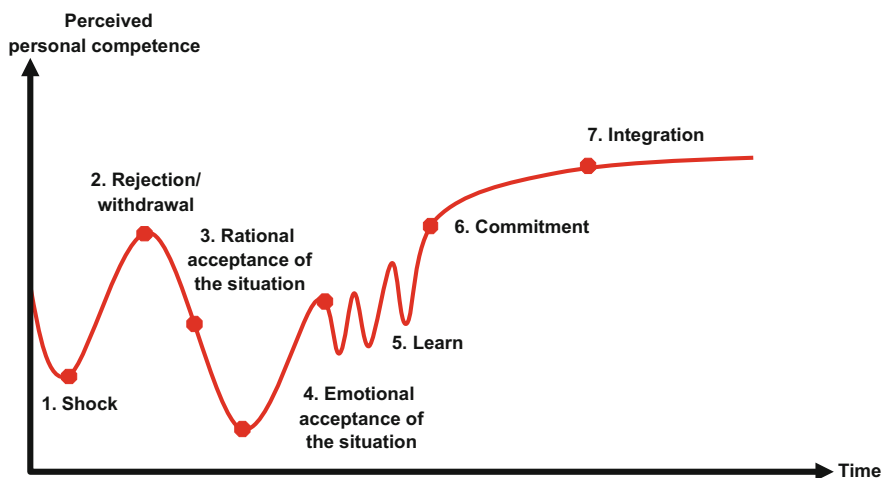 Perceived
personal competence
7. Integration
2. Rejection/
withdrawal
3. Rational
acceptance of
the situation
6. Commitment
5. Learn
1. Shock
4. Emotional
acceptance of
the situation
Time